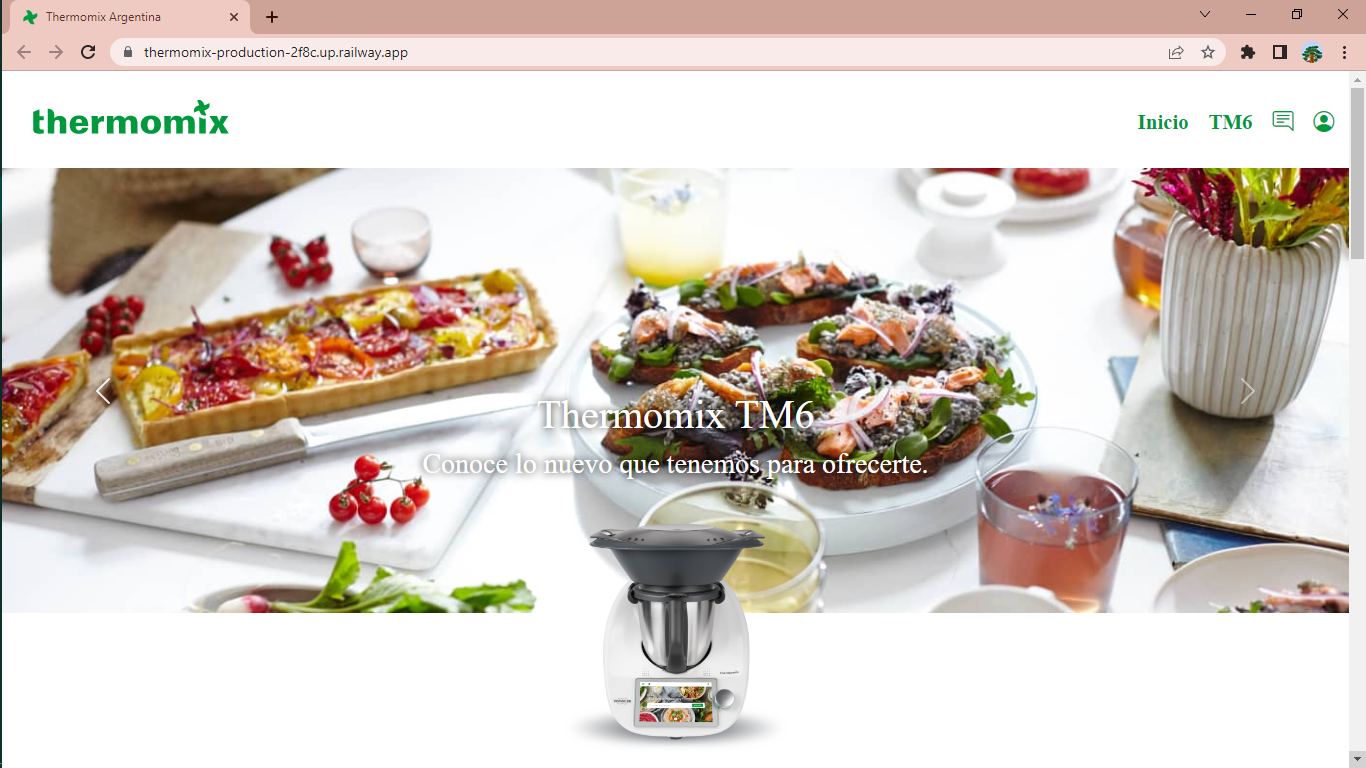 Thermomix Argentina
thermomix-production-2f8c.up.railway.app
thermomix
Inicio TM6
Thermomix TM6
Conoce lo nuevo que tenemos para ofrecerte.